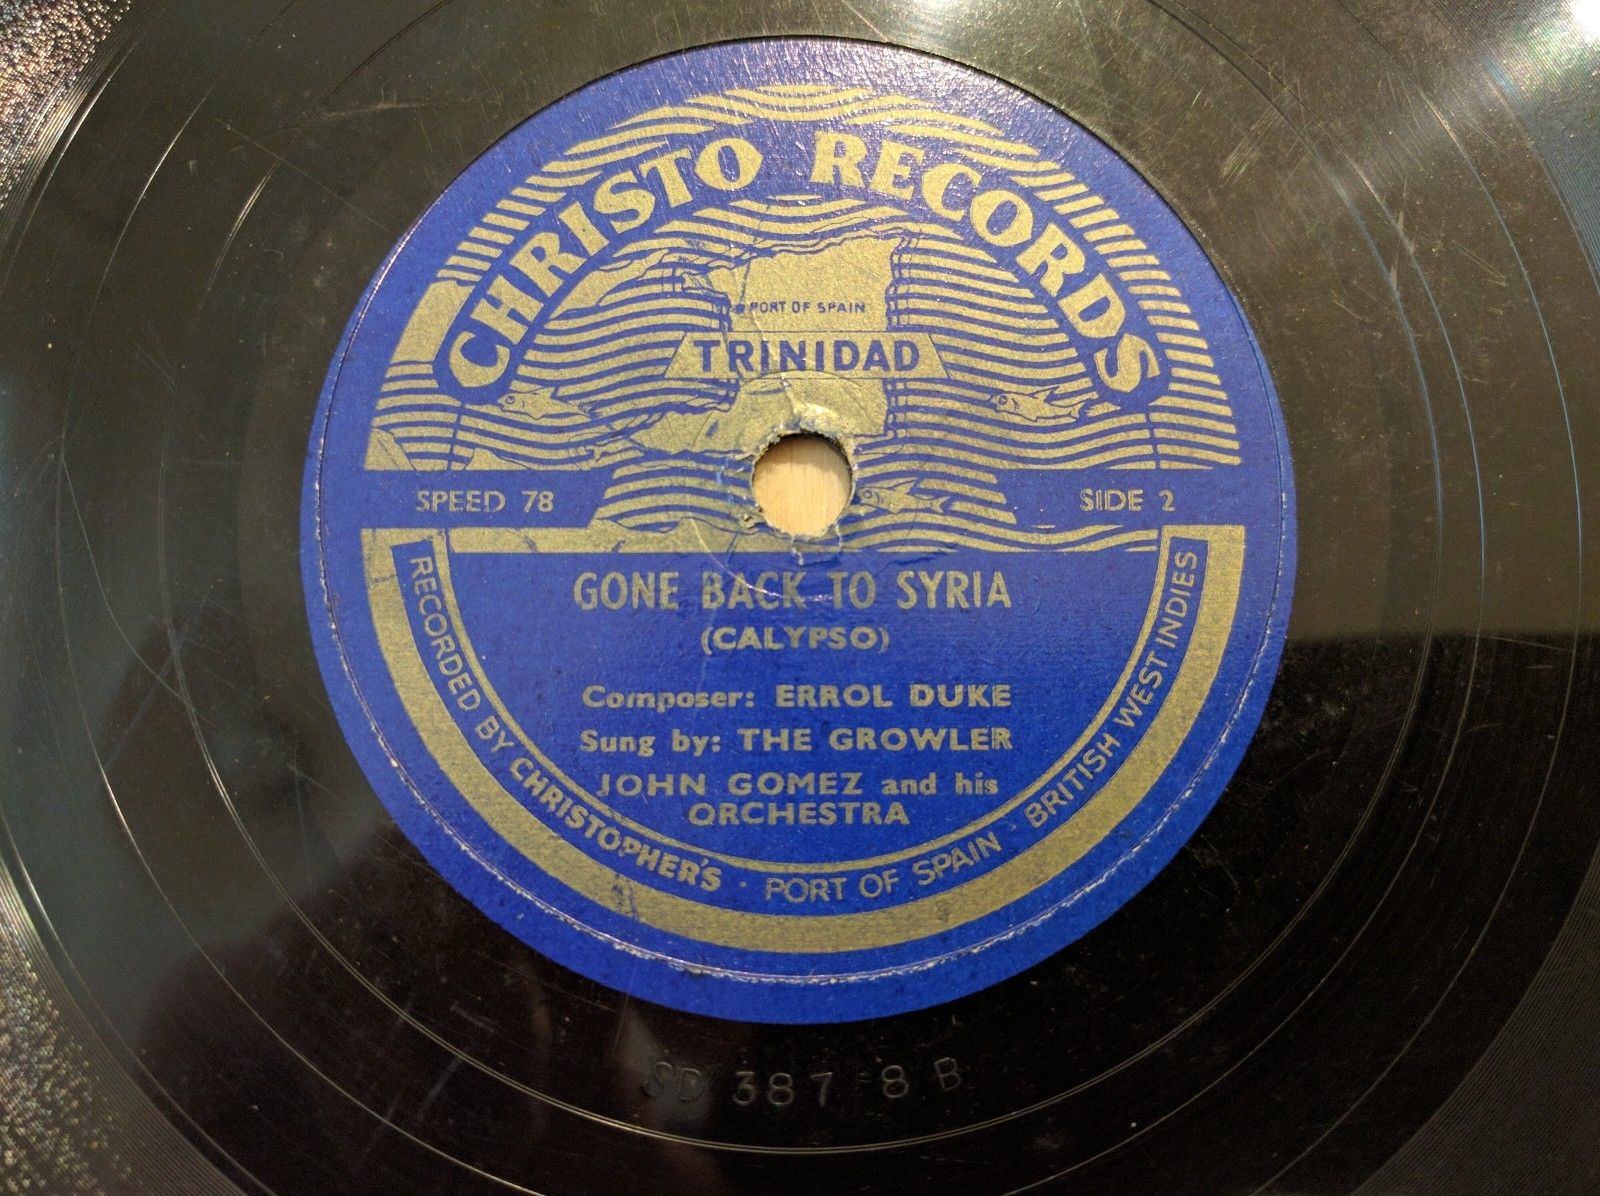 CHRISTO RECORDS
PORT OF SPAIN
TRINIDAD
SPEED 78
SIDE 2
GONE BACK TO SYRIA
(CALYPSO)
Composer: ERROL DUKE
Sung by: THE GROWLER
JOHN GOMEZ and his
ORCHESTRA
RECORDED BY CHRISTOPHER'S · PORT OF SPAIN · BRITISH WEST INDIES
SD 387 8 B